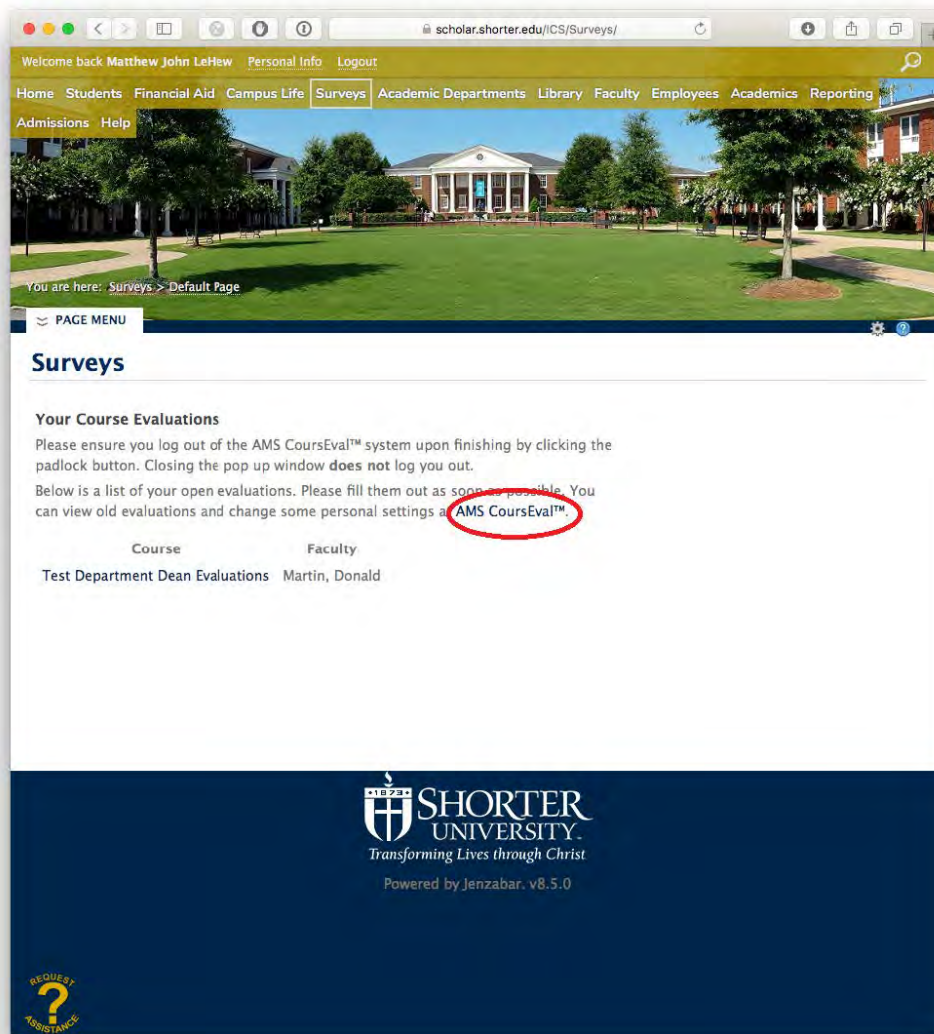 scholar.shorter.edu/ICS/Surveys/
Welcome back Matthew John LeHew Personal Info Logout
Home Students Financial Aid Campus Life Surveys Academic Departments Library Faculty Employees Academics Reporting
Admissions Help
You are here: Surveys > Default Page
PAGE MENU
Surveys
Your Course Evaluations
Please ensure you log out of the AMS CoursEval™ system upon finishing by clicking the
padlock button. Closing the pop up window does not log you out.
Below is a list of your open evaluations. Please fill them out as soon as possible. You
can view old evaluations and change some personal settings a AMS CoursEval™.
Course Faculty
Test Department Dean Evaluations Martin, Donald
1873
SHORTER
UNIVERSITY
Transforming Lives through Christ
Powered by Jenzabar. v8.5.0
REQUEST
?
ASSISTANCE